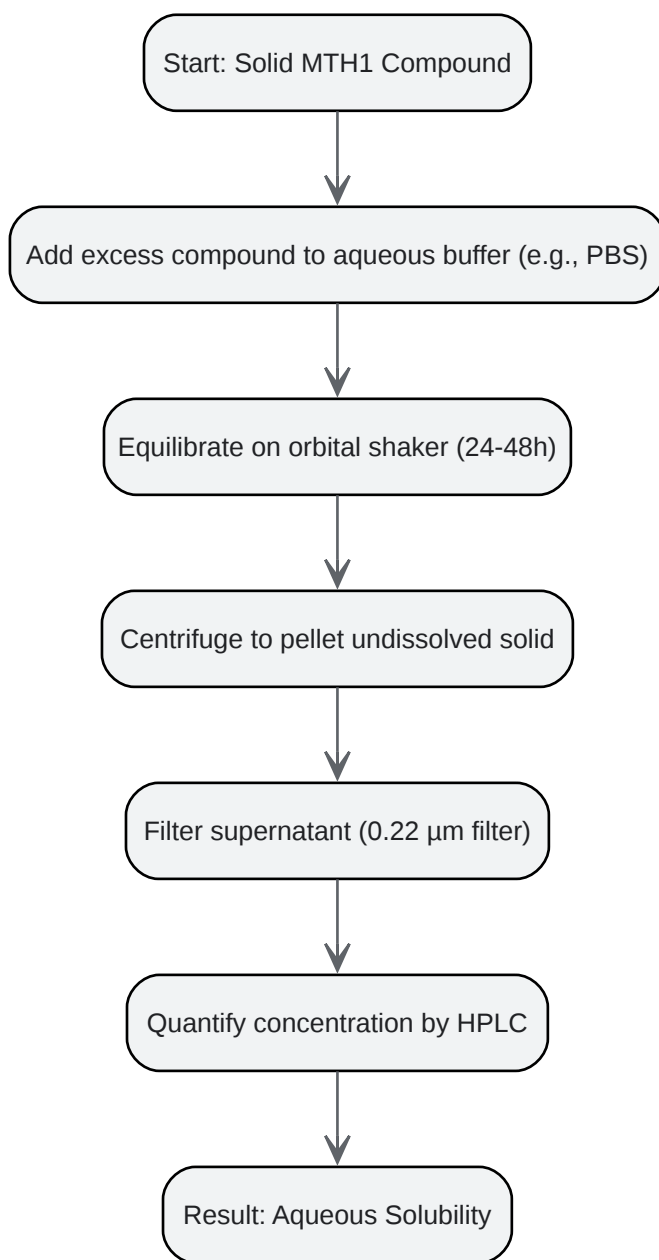 Start: Solid MTH1 Compound
Add excess compound to aqueous buffer (e.g., PBS)
Equilibrate on orbital shaker (24-48h)
Centrifuge to pellet undissolved solid
Filter supernatant (0.22 µm filter)
Quantify concentration by HPLC
Result: Aqueous Solubility